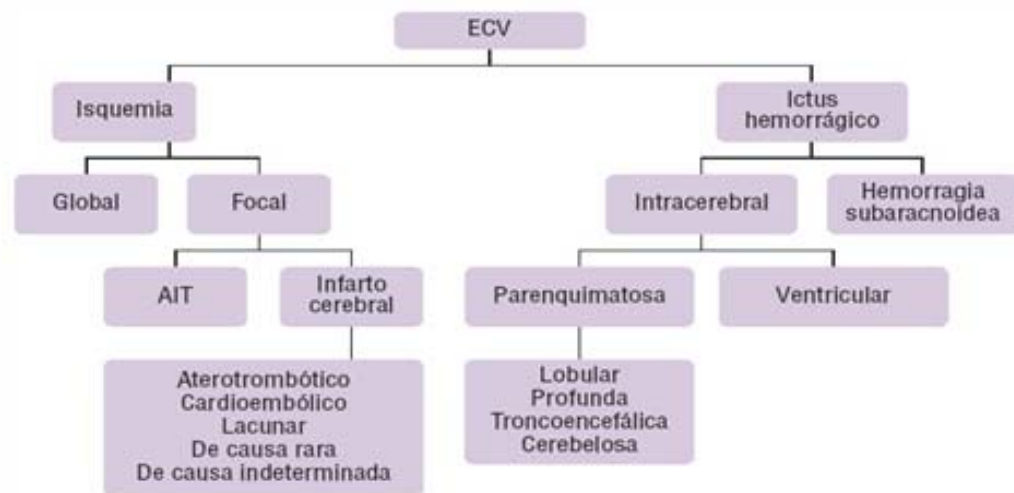 ECV
Isquemia
Ictus
hemorrágico
Global
Focal
Intracerebral
Hemorragia
subaracnoidea
AIT
Infarto
cerebral
Parenquimatosa
Ventricular
Aterotrombótico
Cardioembólico
Lacunar
De causa rara
De causa indeterminada
Lobular
Profunda
Troncoencefálica
Cerebelosa